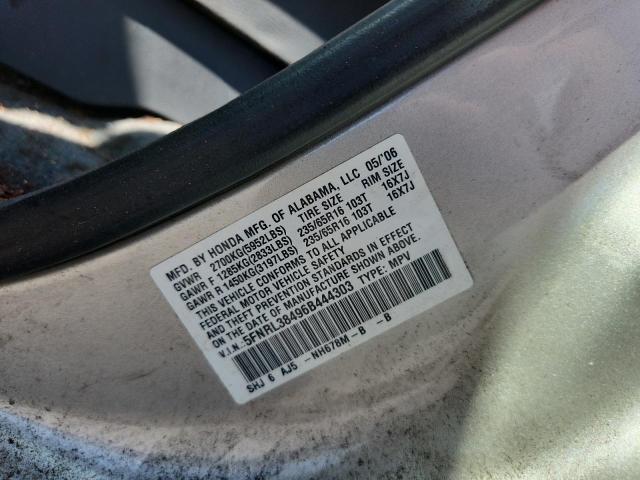 MFD. BY HONDA MFG. OF ALABAMA, LLC 05/'06
GVWR 2700KG(5952LBS) TIRE SIZE RIM SIZE
GAWR F 1285KG(2833LBS) 235/65R16 103T 16X7J
GAWR R 1450KG(3197LBS) 235/65R16 103T 16X7J
THIS VEHICLE CONFORMS TO ALL APPLICABLE
FEDERAL MOTOR VEHICLE SAFETY
AND THEFT PREVENTION STANDARDS IN EFFECT
ON THE DATE OF MANUFACTURE SHOWN ABOVE.
V.I.N.: 5FNRL38496B444303 TYPE: MPV
SHJ 6 AJ5 -NH678M-B -B